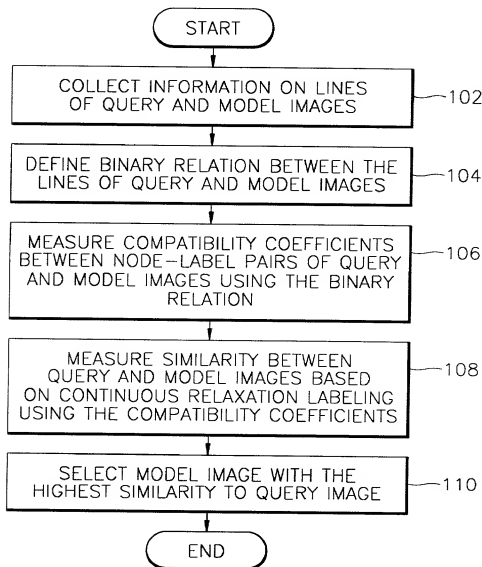 START
COLLECT INFORMATION ON LINES
OF QUERY AND MODEL IMAGES
102
DEFINE BINARY RELATION BETWEEN THE
LINES OF QUERY AND MODEL IMAGES
104
MEASURE COMPATIBILITY COEFFICIENTS
BETWEEN NODE-LABEL PAIRS OF QUERY
AND MODEL IMAGES USING THE BINARY
RELATION
106
MEASURE SIMILARITY BETWEEN
QUERY AND MODEL IMAGES BASED
ON CONTINUOUS RELAXATION LABELING
USING THE COMPATIBILITY COEFFICIENTS
108
SELECT MODEL IMAGE WITH THE
HIGHEST SIMILARITY TO QUERY IMAGE
110
END